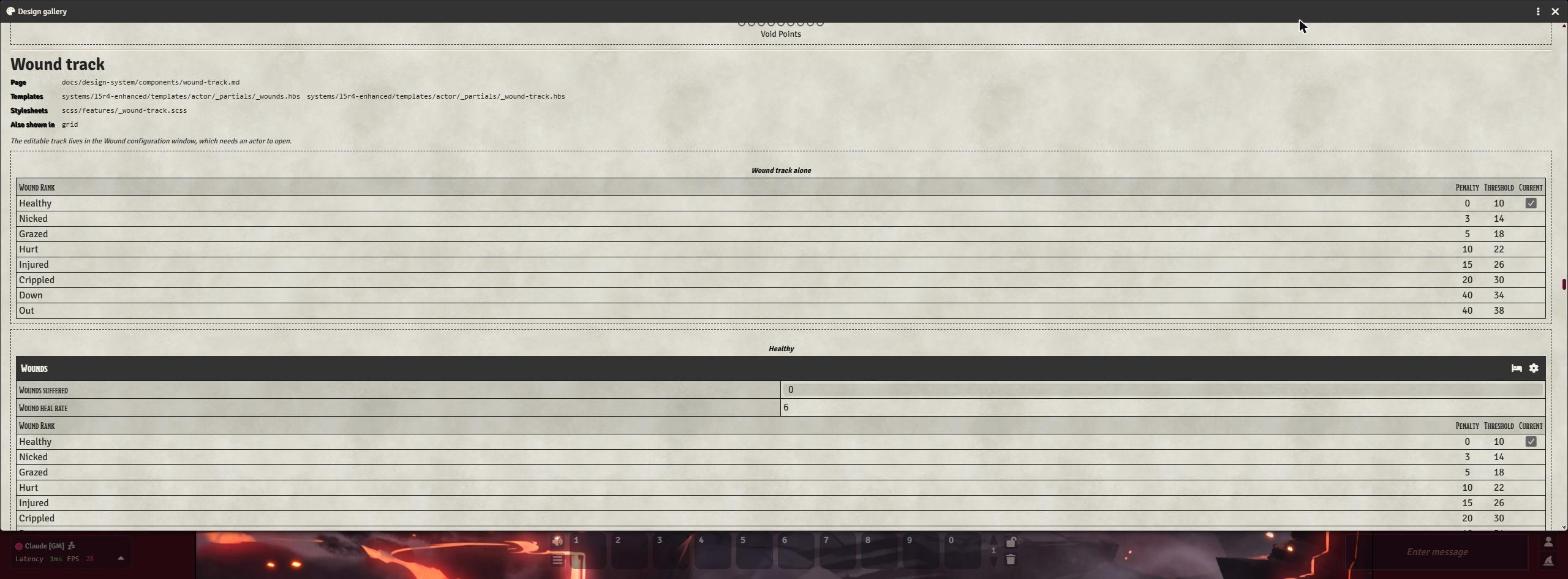 Design gallery
Void Points
Wound track
Page docs/design-system/components/wound-track.md
Templates systems/l5r4-enhanced/templates/actor/_partials/_wounds.hbs systems/l5r4-enhanced/templates/actor/_partials/_wound-track.hbs
Stylesheets scss/features/_wound-track.scss
Also shown in grid
The editable track lives in the Wound configuration window, which needs an actor to open.
Wound track alone
Wound Rank Penalty Threshold Current
Healthy 0 10
Nicked 3 14
Grazed 5 18
Hurt 10 22
Injured 15 26
Crippled 20 30
Down 40 34
Out 40 38
Healthy
Wounds
Wounds suffered 0
Wound heal rate 6
Wound Rank Penalty Threshold Current
Healthy 0 10
Nicked 3 14
Grazed 5 18
Hurt 10 22
Injured 15 26
Crippled 20 30
Claude [GM]
Latency 3ms FPS 28
1 2 3 4 5 6 7 8 9 0
1
Enter message